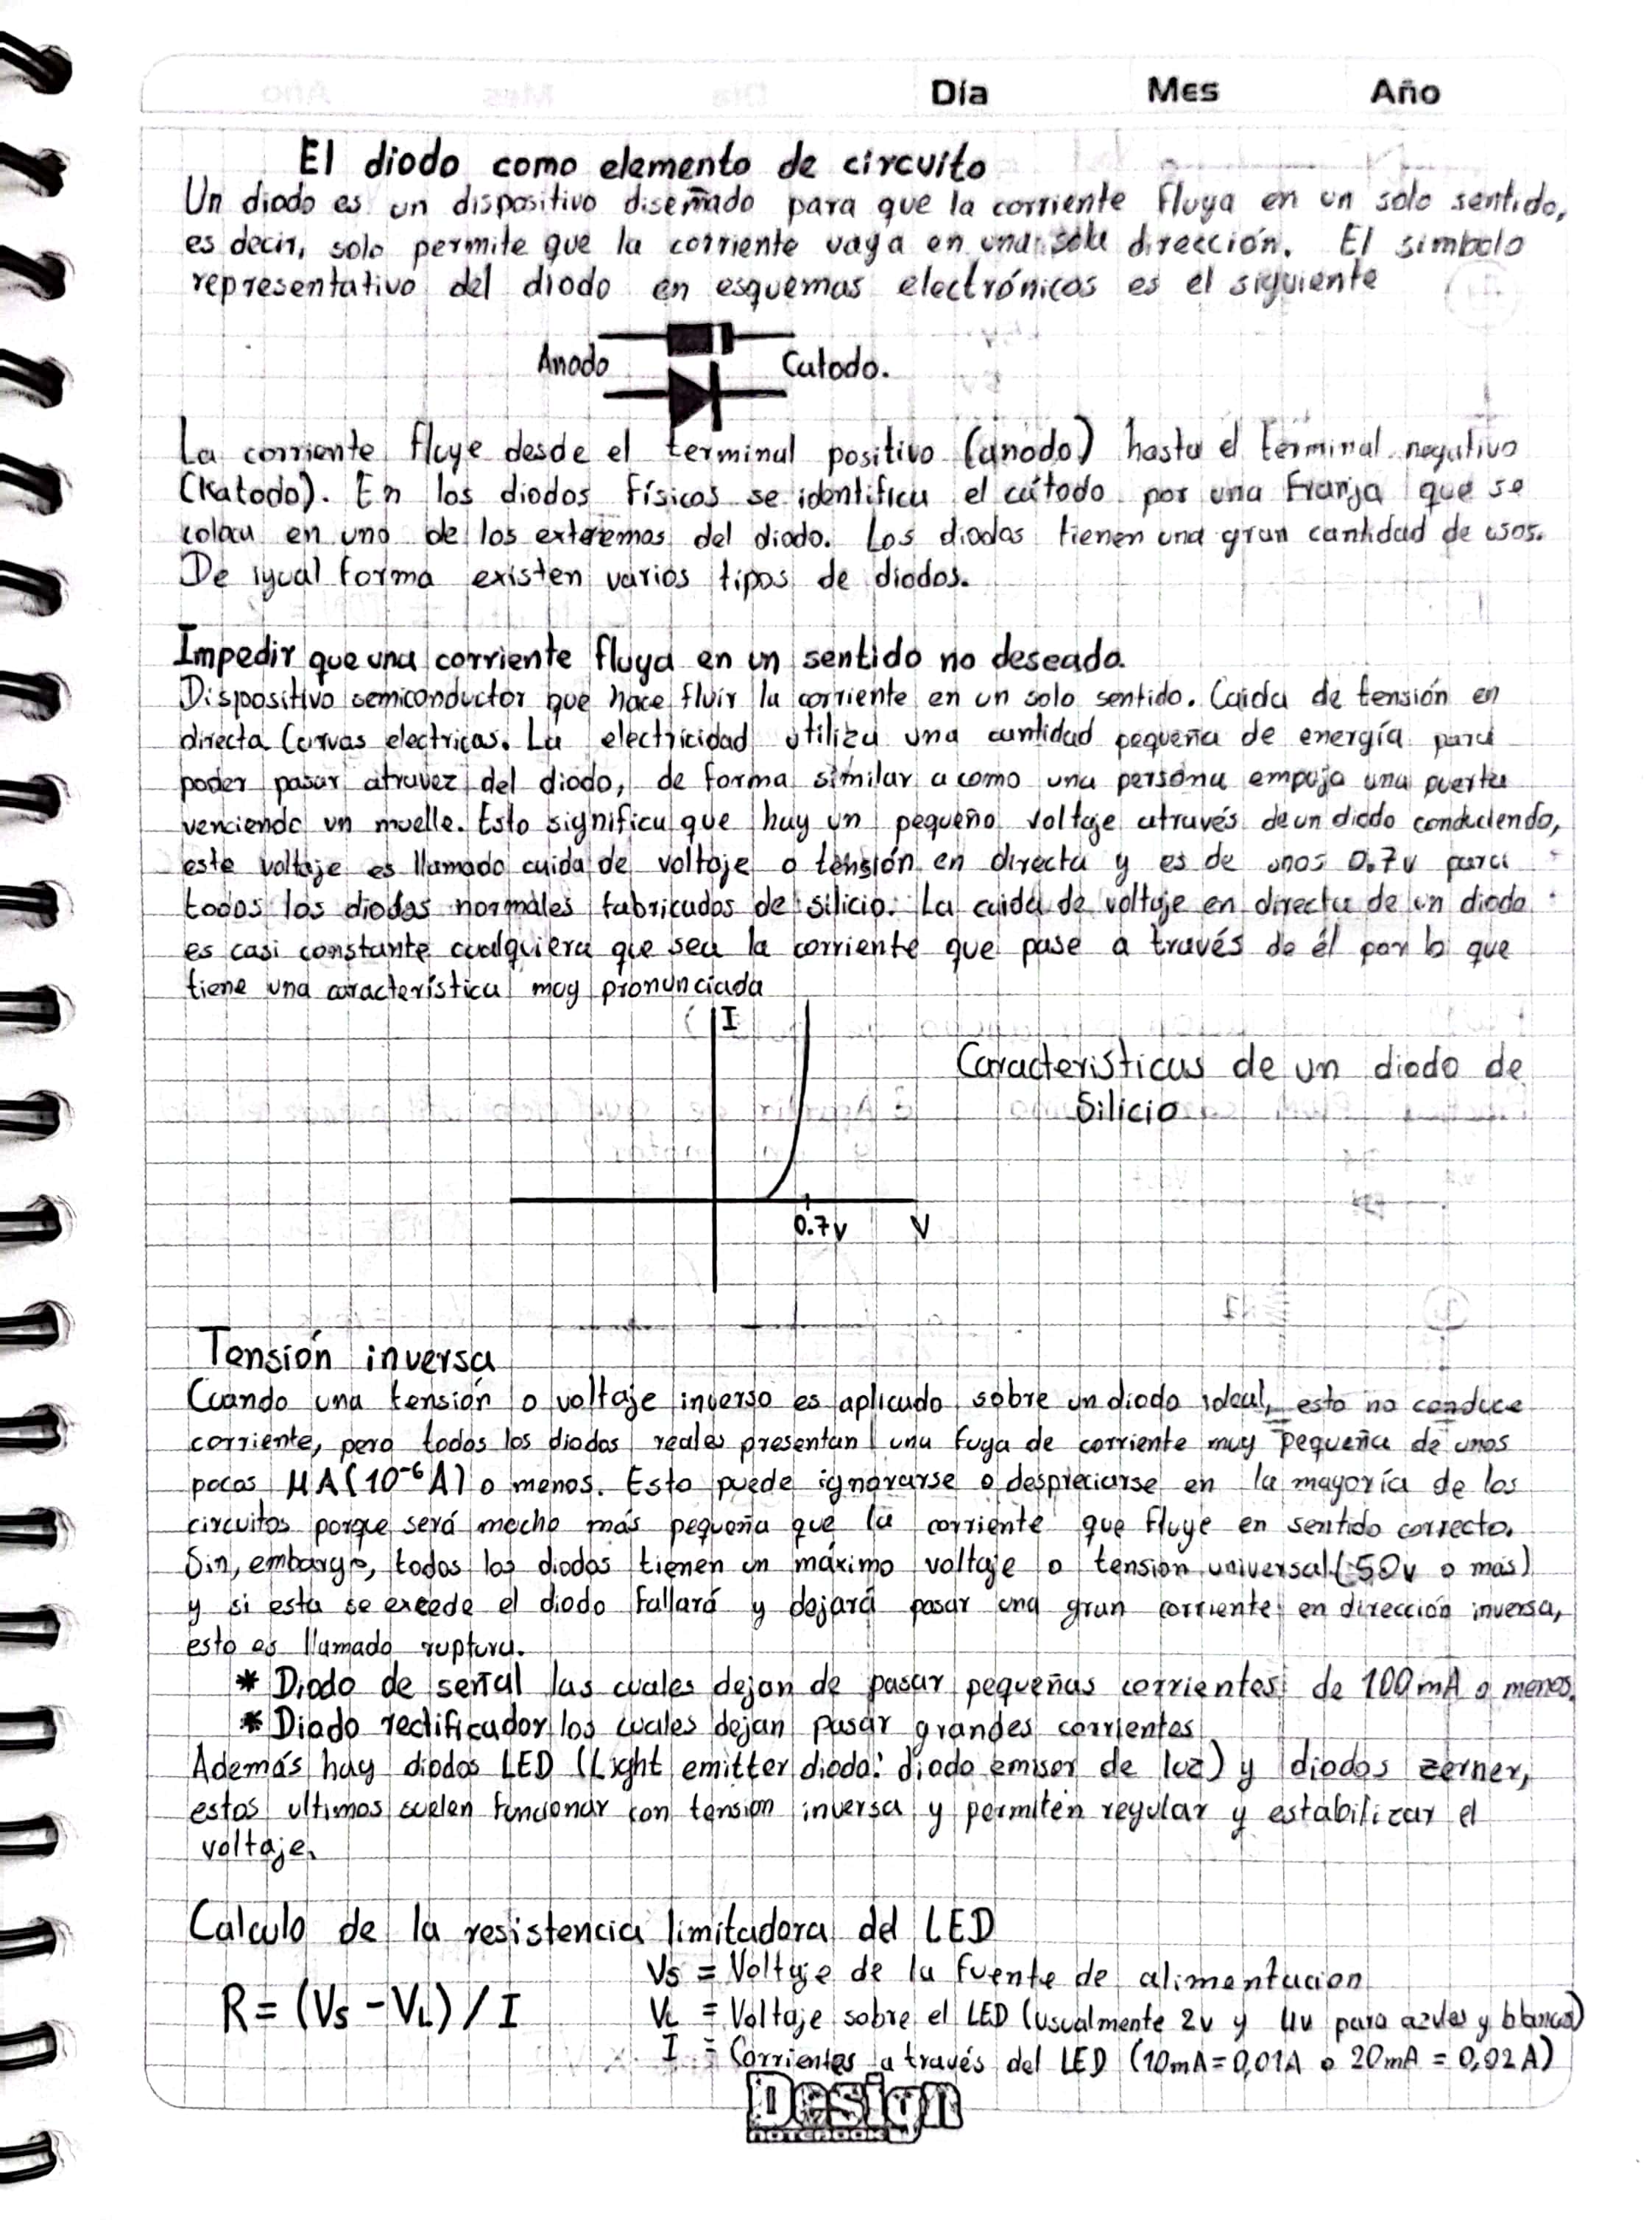 Día Mes Año
El diodo como elemento de circuito
Un diodo es un dispositivo diseñado para que la corriente fluya en un solo sentido,
es decir, solo permite que la corriente vaya en una sola dirección. El simbolo
representativo del diodo en esquemas electrónicos es el siguiente
Anodo Catodo.
La corriente fluye desde el terminal positivo (anodo) hasta el terminal negativo
(Katodo). En los diodos físicos se identifica el cátodo por una franja que se
coloca en uno de los exteremos del diodo. Los diodos tienen una gran cantidad de usos.
De igual forma existen varios tipos de diodos.
Impedir que una corriente fluya en un sentido no deseado.
Dispositivo semiconductor que hace fluir la corriente en un solo sentido. Caida de tensión en
directa. Curvas electricas. La electricidad utiliza una cantidad pequeña de energía para
poder pasar atravez del diodo, de forma similar a como una persona empuja una puerta
venciendo un muelle. Esto significa que hay un pequeño voltaje através de un diodo conduciendo,
este voltaje es llamado caida de voltaje o tensión en directa y es de unos 0.7v para
todos los diodos normales fabricados de silicio. La caida de voltaje en directa de un diodo
es casi constante cualquiera que sea la corriente que pase a través de él por lo que
tiene una característica muy pronunciada
I
Caracteristicas de un diodo de
Silicio
0.7v V
Tensión inversa
Cuando una tensión o voltaje inverso es aplicado sobre un diodo ideal, esto no conduce
corriente, pero todos los diodos reales presentan una fuga de corriente muy pequeña de unos
pocos μA (10⁻⁶A) o menos. Esto puede ignorarse o despreciarse en la mayoría de los
circuitos porque será mucho más pequeña que la corriente que fluye en sentido correcto.
Sin, embargo, todos los diodos tienen un máximo voltaje o tension universal (50v o más)
y si esta se excede el diodo fallará y dejará pasar una gran corriente en dirección inversa,
esto es llamado ruptura.
* Diodo de señal las cuales dejan de pasar pequeñas corrientes de 100mA o menos.
* Diodo rectificador los cuales dejan pasar grandes corrientes
Además hay diodos LED (Light emitter diodo: diodo emisor de luz) y diodos zerner,
estos ultimos suelen funcionar con tension inversa y permiten regular y estabilizar el
voltaje.
Calculo de la resistencia limitadora del LED
Vs = Voltaje de la fuente de alimentacion
R = (Vs - VL) / I
VL = Voltaje sobre el LED (usualmente 2v y 4v para azules y blancos)
I = Corrientes a través del LED (10mA = 0,01A o 20mA = 0,02A)
Design
NOTEBOOK